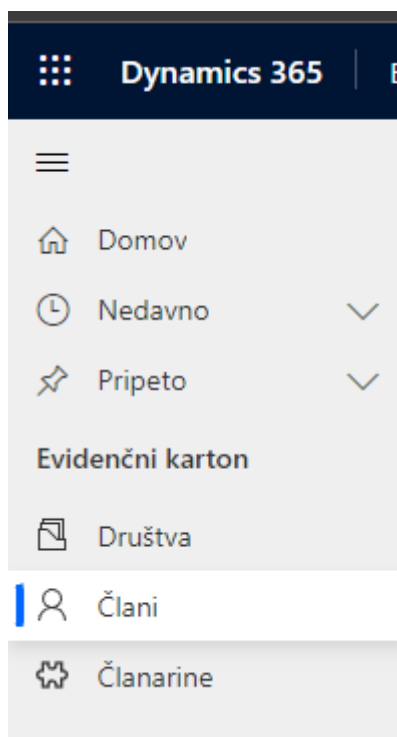 Dynamics 365
Domov
Nedavno
Pripeto
Evidenčni karton
Društva
Člani
Članarine